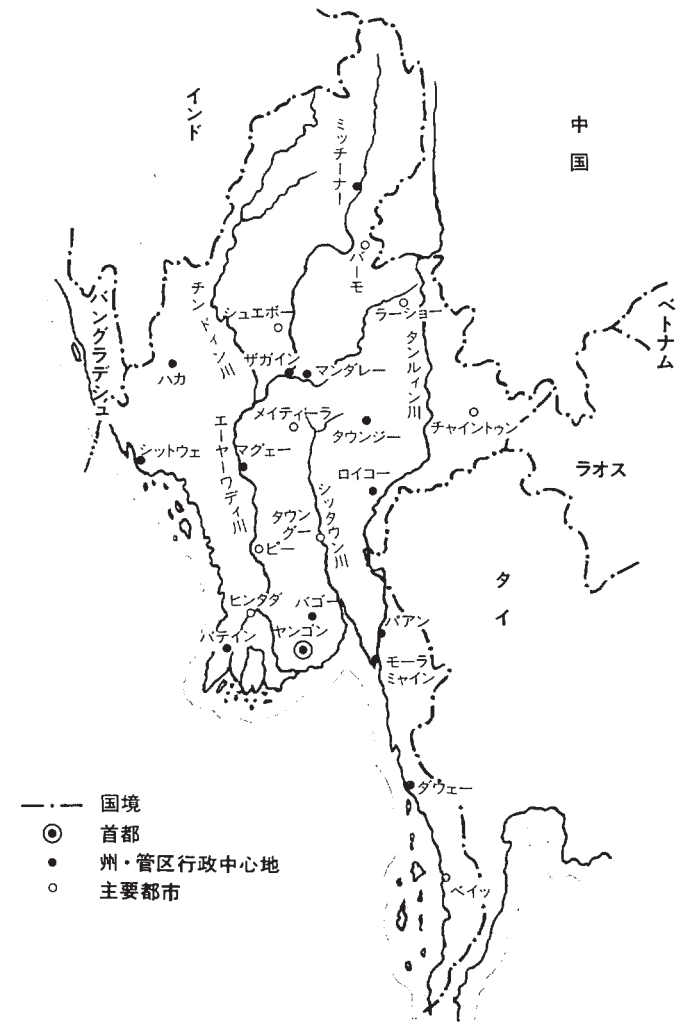 インド
中国
ミッチーナー
バーモ
ベトナム
バングラデシュ
チンドィン川
シュエボー
ラーショー
ザガイン
マンダレー
タンルィン川
ハカ
メイティーラ
タウンジー
チャイントゥン
シットウェ
エーヤーワディ川
マグェー
ロイコー
ラオス
シッタウン川
タウン
グー
ピー
タイ
ヒンタダ
バゴー
パアン
パテイン
ヤンゴン
モーラ
ミャイン
ダウェー
ベイッ
国境
首都
州・管区行政中心地
主要都市